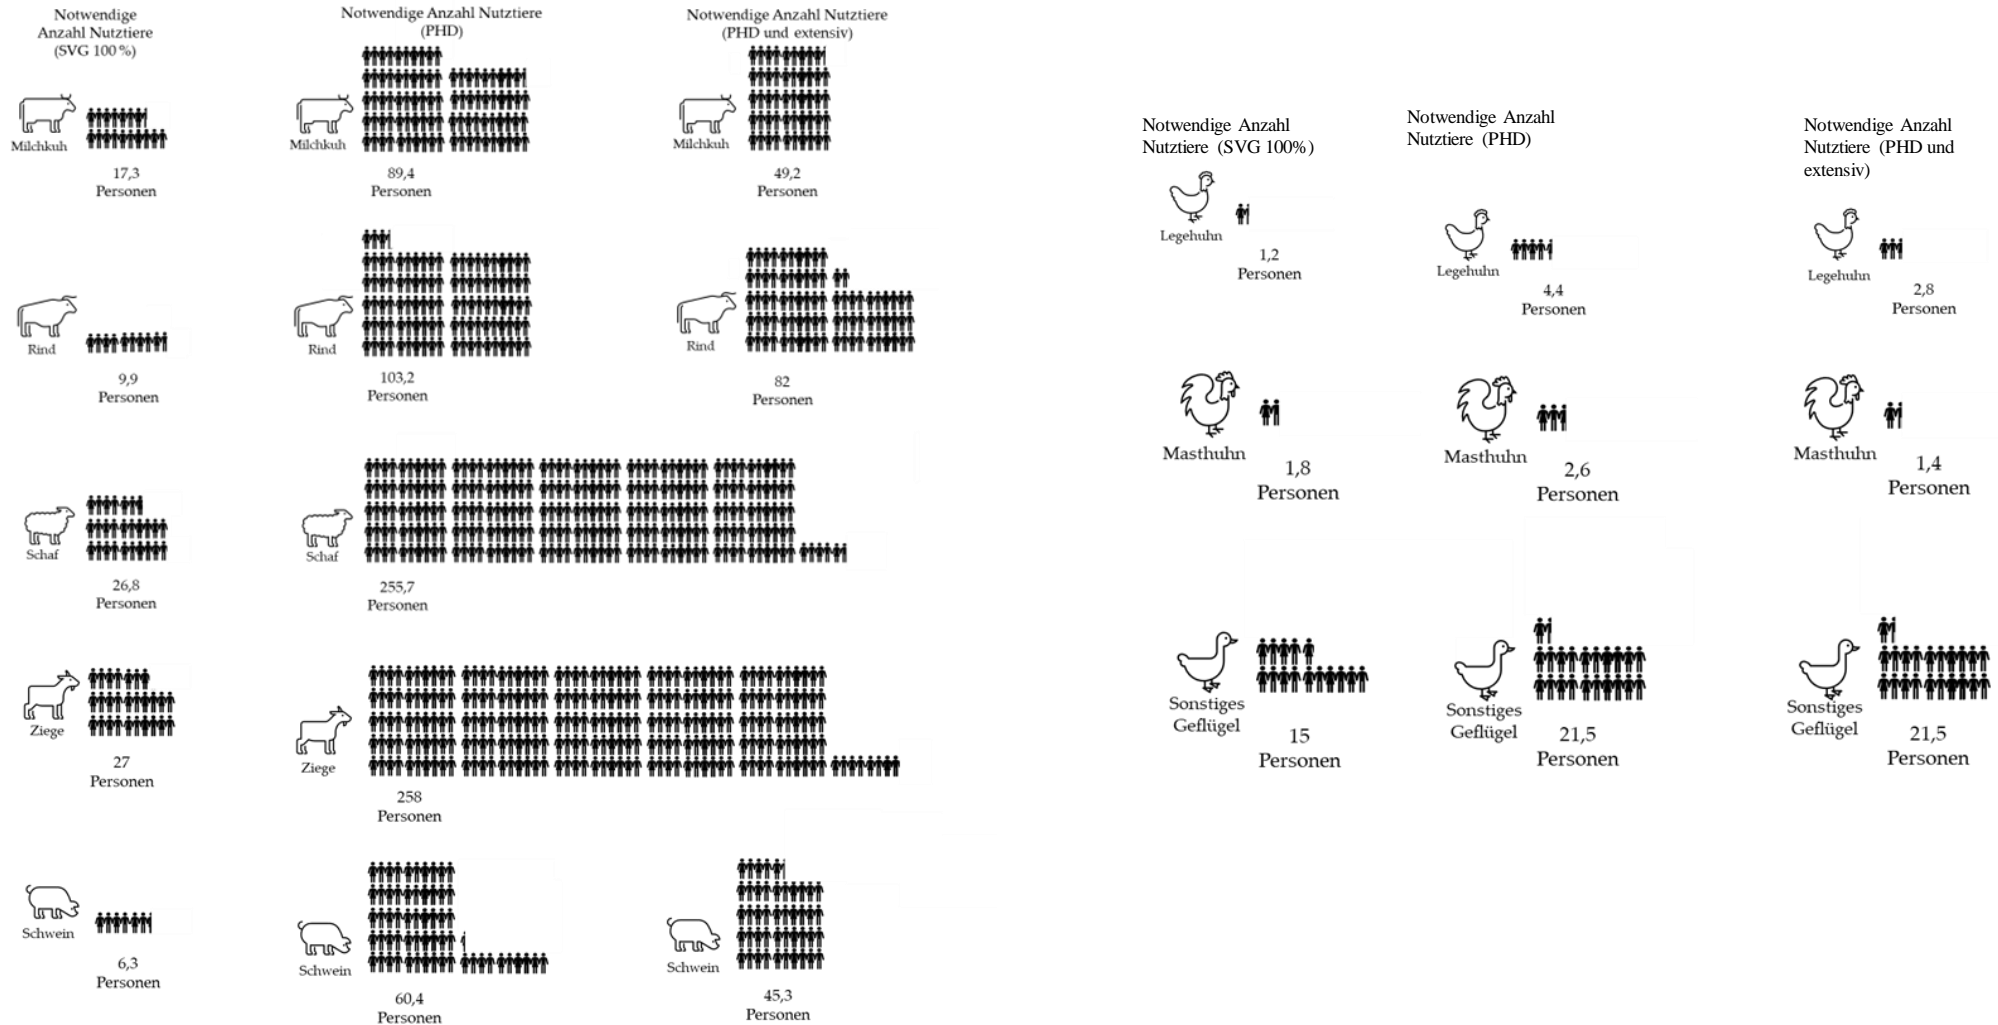 Notwendige
Anzahl Nutztiere
(SVG 100 %)
Notwendige Anzahl Nutztiere
(PHD)
Notwendige Anzahl Nutztiere
(PHD und extensiv)
Milchkuh
17,3
Personen
Milchkuh
89,4
Personen
Milchkuh
49,2
Personen
Rind
9,9
Personen
Rind
103,2
Personen
Rind
82
Personen
Schaf
26,8
Personen
Schaf
255,7
Personen
Ziege
27
Personen
Ziege
258
Personen
Schwein
6,3
Personen
Schwein
60,4
Personen
Schwein
45,3
Personen
Notwendige Anzahl
Nutztiere (SVG 100%)
Notwendige Anzahl
Nutztiere (PHD)
Notwendige Anzahl
Nutztiere (PHD und
extensiv)
Legehuhn
1,2
Personen
Legehuhn
4,4
Personen
Legehuhn
2,8
Personen
Masthuhn
1,8
Personen
Masthuhn
2,6
Personen
Masthuhn
1,4
Personen
Sonstiges
Geflügel
15
Personen
Sonstiges
Geflügel
21,5
Personen
Sonstiges
Geflügel
21,5
Personen